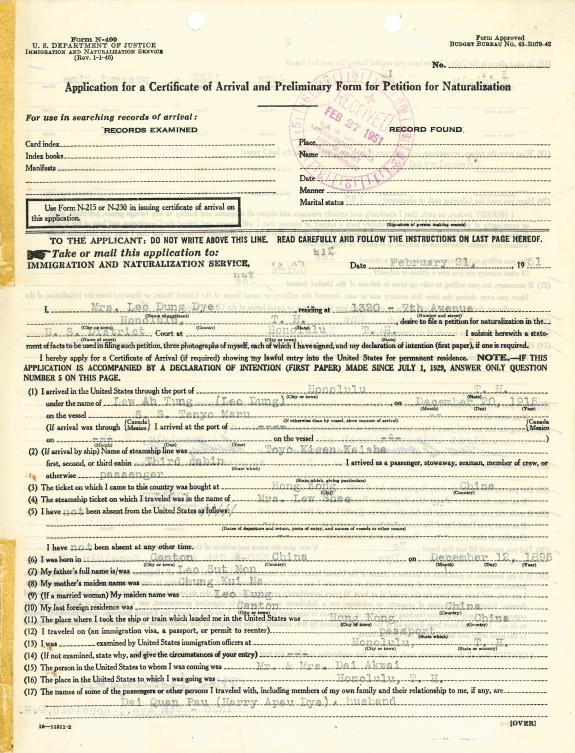 Form N-400
U. S. DEPARTMENT OF JUSTICE
IMMIGRATION AND NATURALIZATION SERVICE
(Rev. 1-1-46)
Form Approved
BUDGET BUREAU No. 43-R079-42
No.
Application for a Certificate of Arrival and Preliminary Form for Petition for Naturalization
For use in searching records of arrival:
RECORDS EXAMINED
RECORD FOUND
Card index
Index books
Manifests
Place
Name
Date
Manner
Marital status
(Signature of person making search)
RECEIVED
FEB 27 1951
Use Form N-215 or N-230 in issuing certificate of arrival on
this application.
TO THE APPLICANT: DO NOT WRITE ABOVE THIS LINE. READ CAREFULLY AND FOLLOW THE INSTRUCTIONS ON LAST PAGE HEREOF.
Take or mail this application to:
IMMIGRATION AND NATURALIZATION SERVICE,
Date February 21, 19 51
I, Mrs. Leo Dung Dye, residing at 1320 - 7th Avenue
(Name of applicant) (Number and street)
Honolulu, T. H., desire to file a petition for naturalization in the
(City or town) (County) (State)
U. S. District Court at Honolulu T. H. I submit herewith a state-
(Name of court) (City or town) (State)
ment of facts to be used in filing such petition, three photographs of myself, each of which I have signed, and my declaration of intention (first paper), if one is required.
I hereby apply for a Certificate of Arrival (if required) showing my lawful entry into the United States for permanent residence. NOTE.—IF THIS
APPLICATION IS ACCOMPANIED BY A DECLARATION OF INTENTION (FIRST PAPER) MADE SINCE JULY 1, 1929, ANSWER ONLY QUESTION
NUMBER 5 ON THIS PAGE.
(1) I arrived in the United States through the port of Honolulu T. H.
(City or town) (State)
under the name of Lew Ah Tung (Leo Dung) on December 20,
(Month) (Day) (Year)
on the vessel S. S. Tenyo Maru
(If otherwise than by vessel, show manner of arrival)
(If arrival was through {Canada Mexico}) I arrived at the port of ---- {Canada Mexico
(City or town)
on --- on the vessel ---
(Month) (Day) (Year)
(2) (If arrival by ship) Name of steamship line was Toyo Kisen Kaisha
first, second, or third cabin Third Cabin I arrived as a passenger, stowaway, seaman, member of crew, or
(State which)
otherwise passenger
(State which, giving particulars)
(3) The ticket on which I came to this country was bought at Hong Kong China
(City) (Country)
(4) The steamship ticket on which I traveled was in the name of Mrs. Lew Shee
(5) I have not been absent from the United States as follows:
(Dates of departure and return, ports of entry, and names of vessels or other means)
I have not been absent at any other time.
(6) I was born in Canton China on December 12, 1896
(City or town) (Country) (Month) (Day) (Year)
(7) My father's full name is/was Leo Sut Mon
(8) My mother's maiden name was Chung Kui Ma
(9) (If a married woman) My maiden name was Leo Dung
(10) My last foreign residence was Canton China
(City or town) (Country)
(11) The place where I took the ship or train which landed me in the United States was Hong Kong China
(City or town) (Country)
(12) I traveled on (an immigration visa, a passport, or permit to reenter) passport
(State which)
(13) I was examined by United States immigration officers at Honolulu, T. H.
(City or town) (State or country)
(14) (If not examined, state why, and give the circumstances of your entry) ----
(15) The person in the United States to whom I was coming was Mr. & Mrs. Dai Akwai
(16) The place in the United States to which I was going was Honolulu, T. H.
(17) The names of some of the passengers or other persons I traveled with, including members of my own family and their relationship to me, if any, are
Dai Quan Pau (Harry Apau Dye), husband
16—11311-2
[OVER]